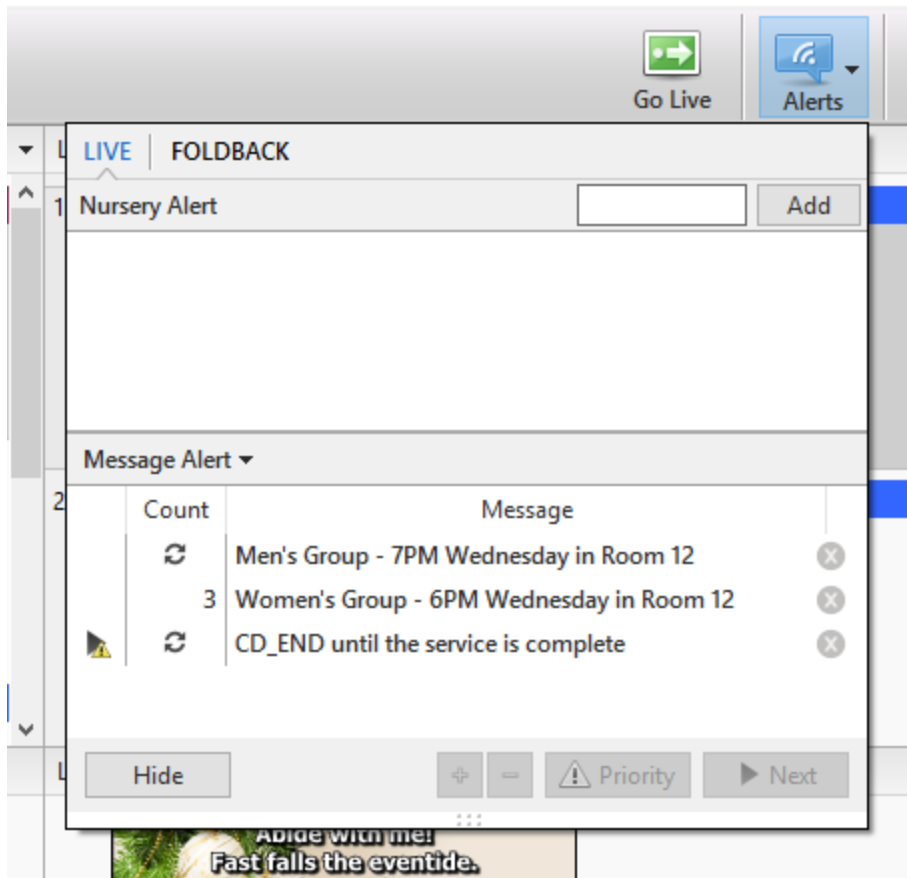 Go Live
Alerts
LIVE FOLDBACK
Nursery Alert Add
1
Message Alert
2
Count Message
Men's Group - 7PM Wednesday in Room 12
3 Women's Group - 6PM Wednesday in Room 12
CD_END until the service is complete
Hide + - Priority Next
Abide with me!
Fast falls the eventide.